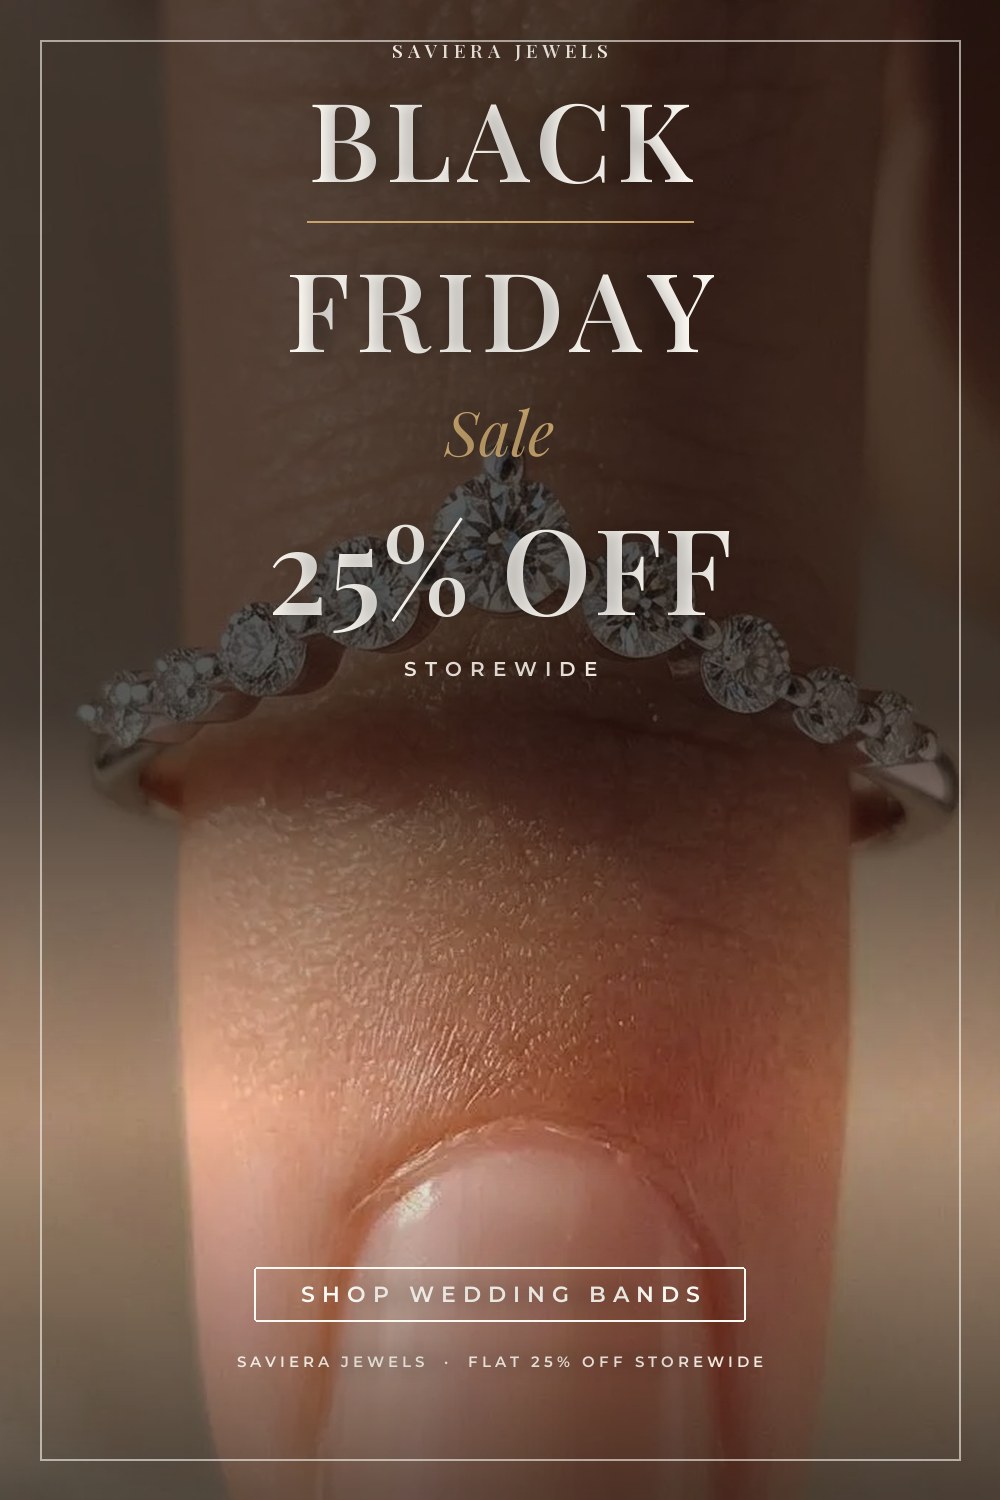 SAVIERA JEWELS
BLACK
FRIDAY
Sale
25% OFF
STOREWIDE
SHOP WEDDING BANDS
SAVIERA JEWELS · FLAT 25% OFF STOREWIDE